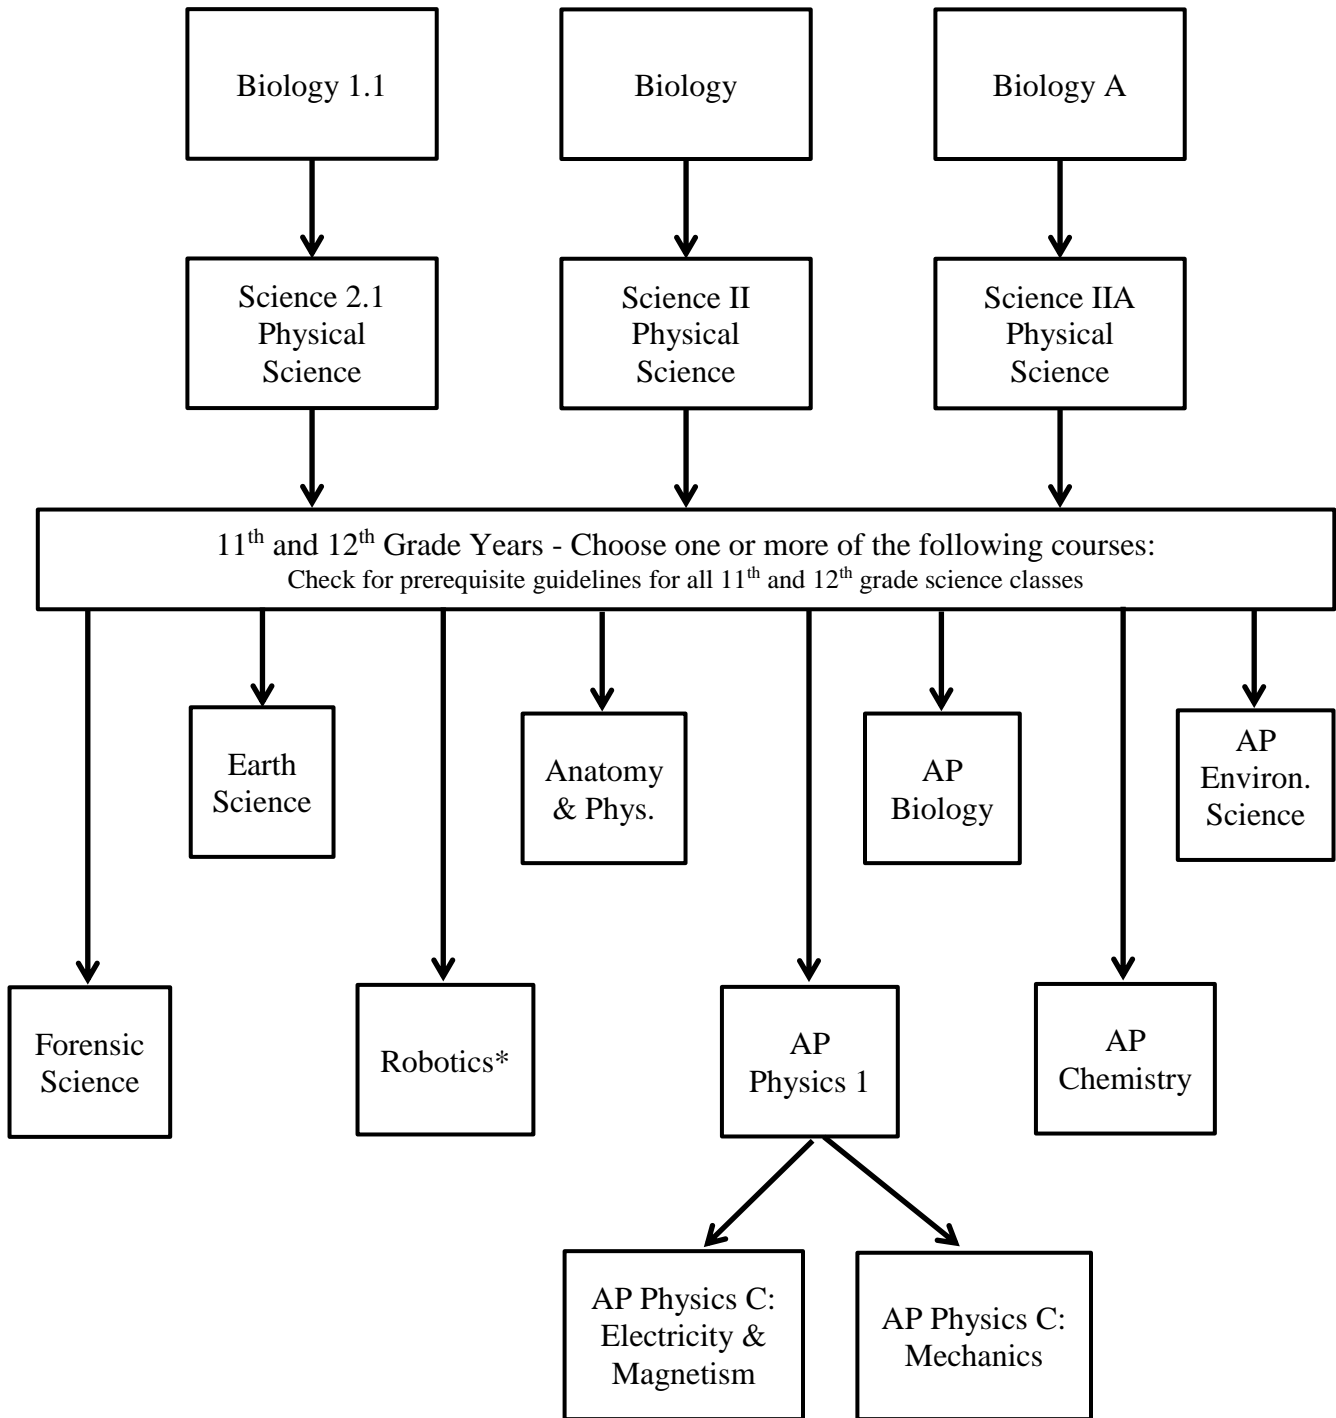 Biology 1.1
Biology
Biology A
Science 2.1
Physical
Science
Science II
Physical
Science
Science IIA
Physical
Science
11th and 12th Grade Years - Choose one or more of the following courses:
Check for prerequisite guidelines for all 11th and 12th grade science classes
Earth
Science
Anatomy
& Phys.
AP
Biology
AP
Environ.
Science
Forensic
Science
Robotics*
AP
Physics 1
AP
Chemistry
AP Physics C:
Electricity &
Magnetism
AP Physics C:
Mechanics